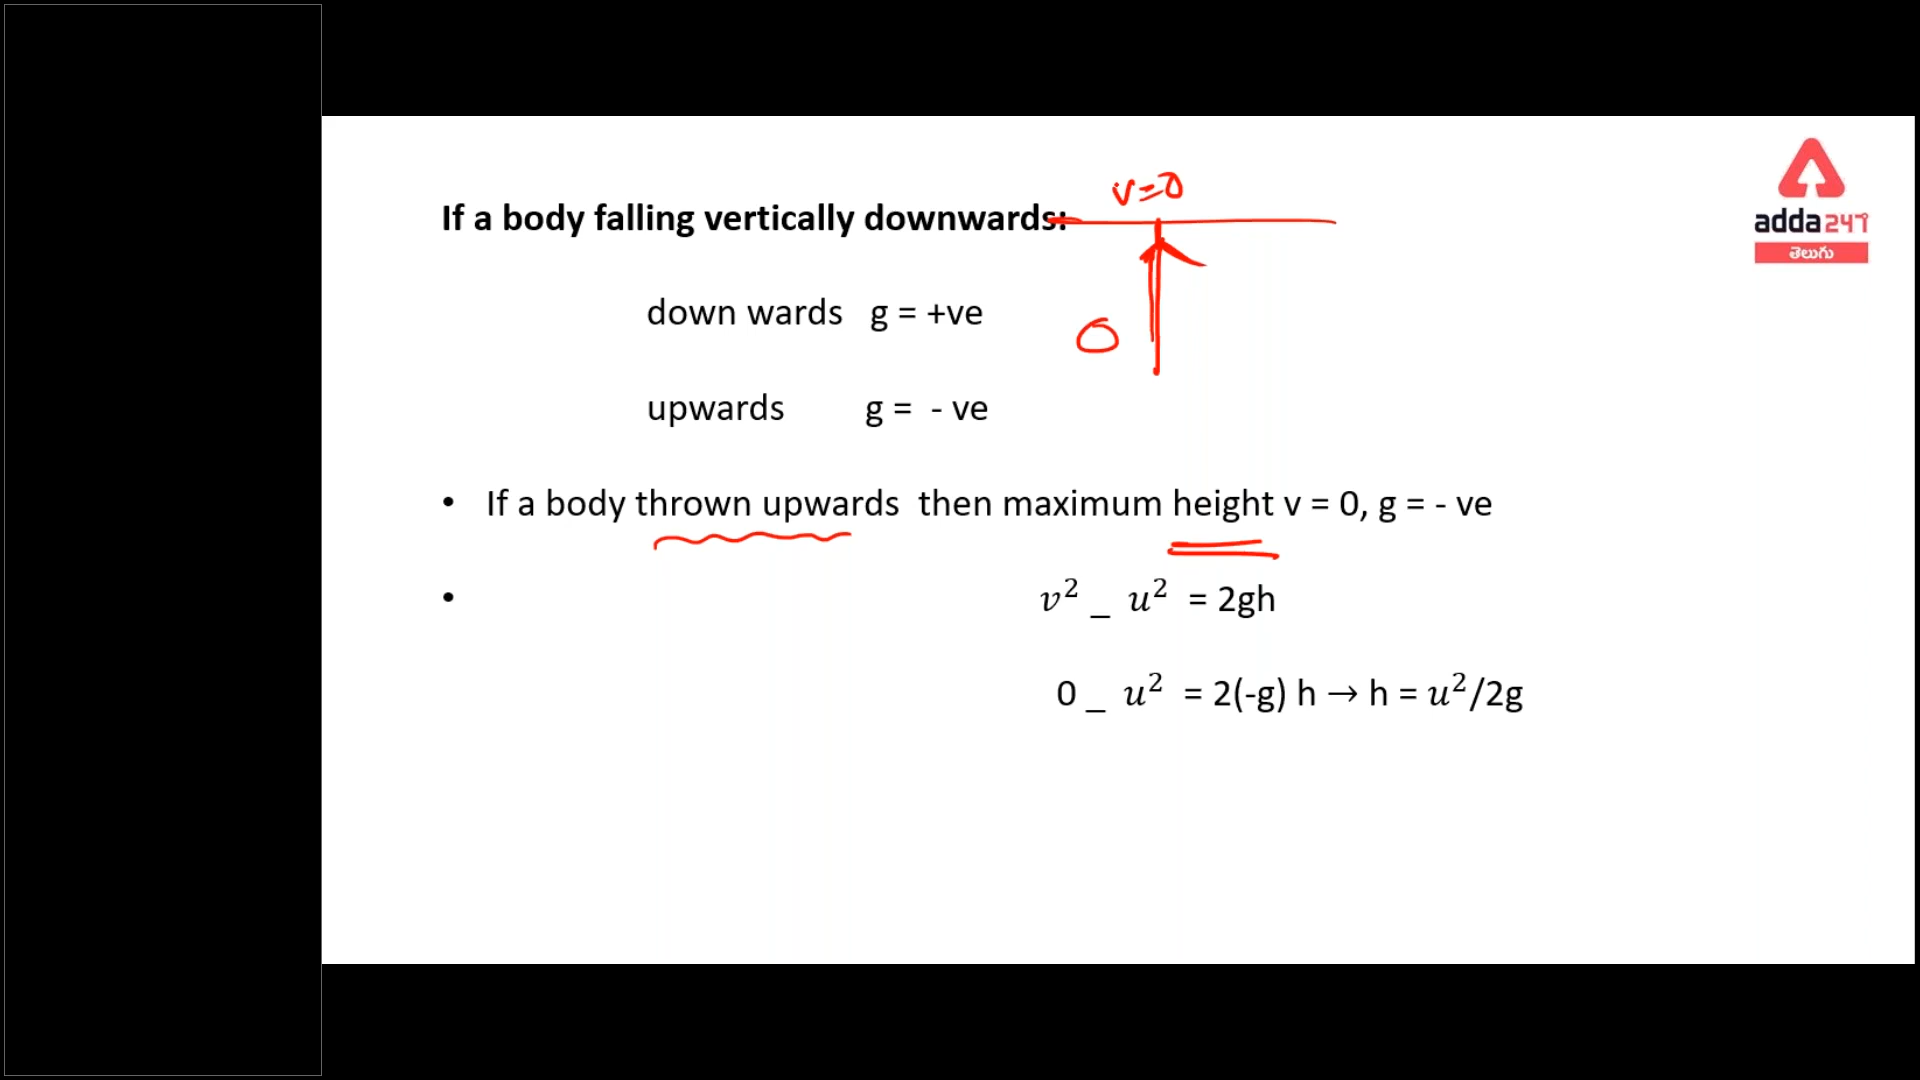 v=0
If a body falling vertically downwards:
adda247
తెలుగు
down wards g = +ve
0
upwards g = - ve
• If a body thrown upwards then maximum height v = 0, g = - ve
• v² _ u² = 2gh
0 _ u² = 2(-g) h → h = u²/2g